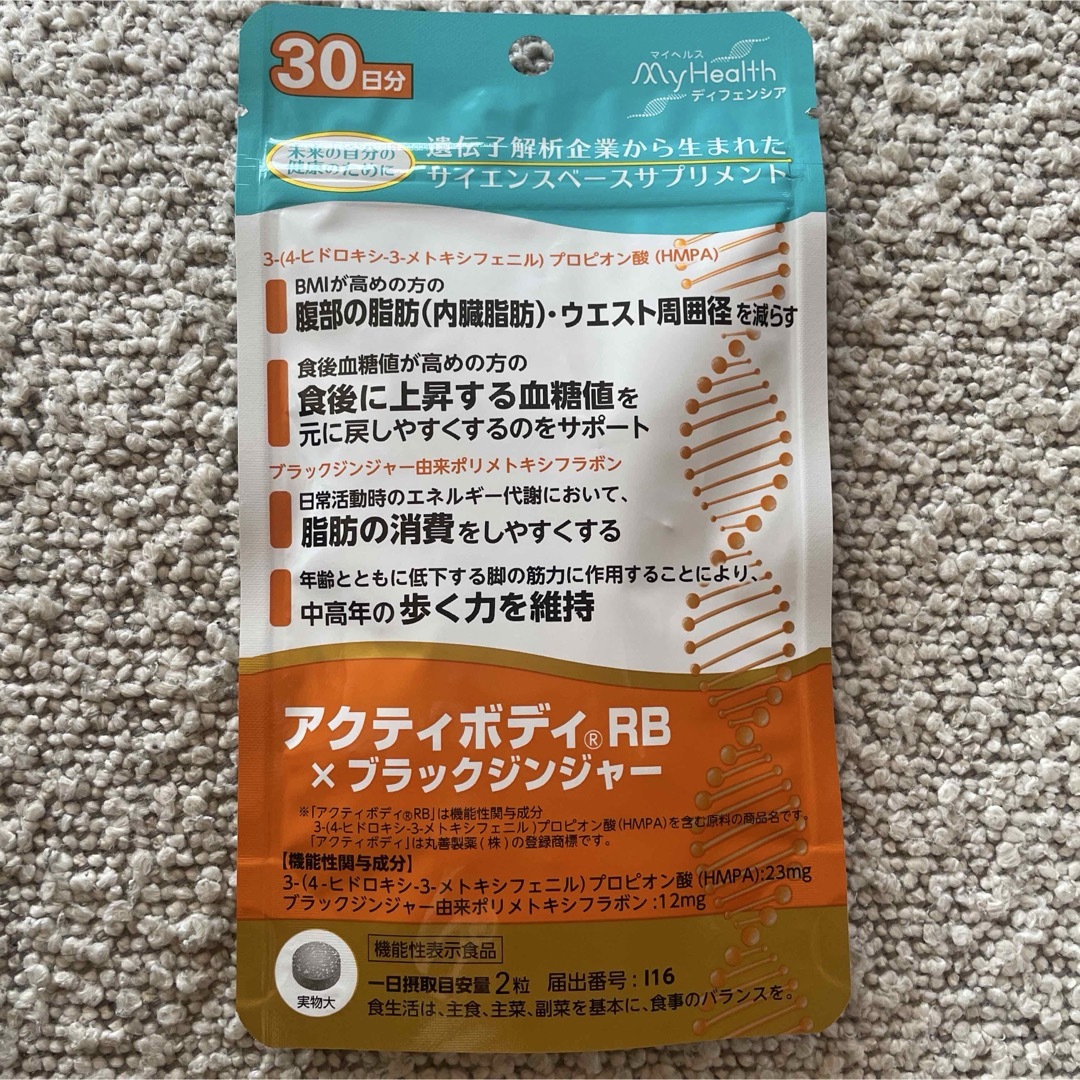 30日分
マイヘルス
MyHealth
ディフェンシア
未来の自分の
健康のために
遺伝子解析企業から生まれた
サイエンスベースサプリメント
3-(4-ヒドロキシ-3-メトキシフェニル) プロピオン酸 (HMPA)
BMIが高めの方の
腹部の脂肪(内臓脂肪)・ウエスト周囲径を減らす
食後血糖値が高めの方の
食後に上昇する血糖値を
元に戻しやすくするのをサポート
ブラックジンジャー由来ポリメトキシフラボン
日常活動時のエネルギー代謝において、
脂肪の消費をしやすくする
年齢とともに低下する脚の筋力に作用することにより、
中高年の 歩く力を維持
アクティボディ®RB
×ブラックジンジャー
※「アクティボディ®RB」は機能性関与成分
3-(4-ヒドロキシ-3-メトキシフェニル)プロピオン酸(HMPA)を含む原料の商品名です。
「アクティボディ」は丸善製薬(株)の登録商標です。
【機能性関与成分】
3-(4-ヒドロキシ-3-メトキシフェニル)プロピオン酸 (HMPA):23mg
ブラックジンジャー由来ポリメトキシフラボン:12mg
機能性表示食品
実物大
一日摂取目安量 2粒 届出番号:I16
食生活は、主食、主菜、副菜を基本に、食事のバランスを。